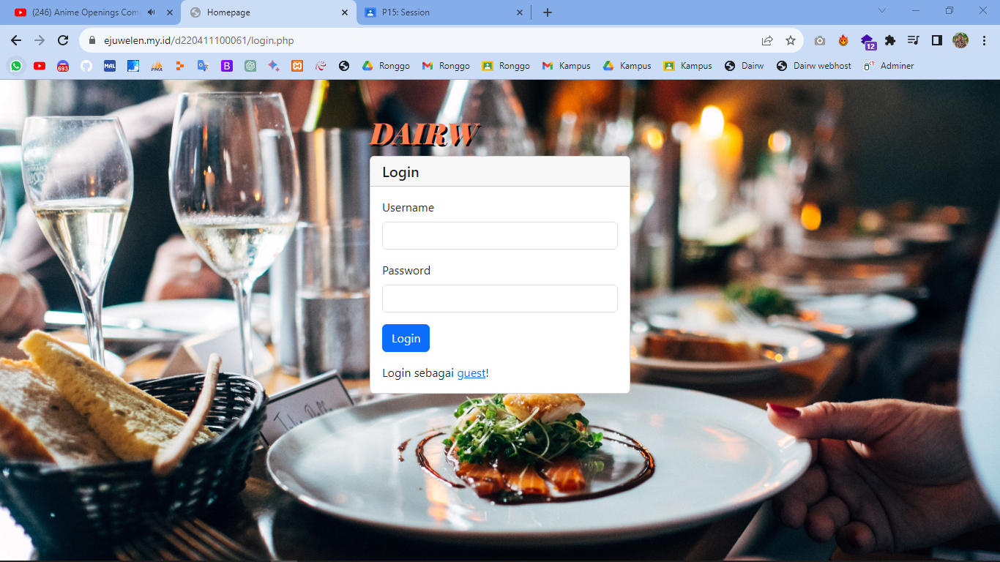 (246) Anime Openings Com
Homepage
P15: Session
ejuwelen.my.id/d220411100061/login.php
12
693
MAL
PMA
B
Ronggo
Ronggo
Ronggo
Kampus
Kampus
Kampus
Dairw
Dairw webhost
Adminer
DAIRW
Login
Username
Password
Login
Login sebagai guest!